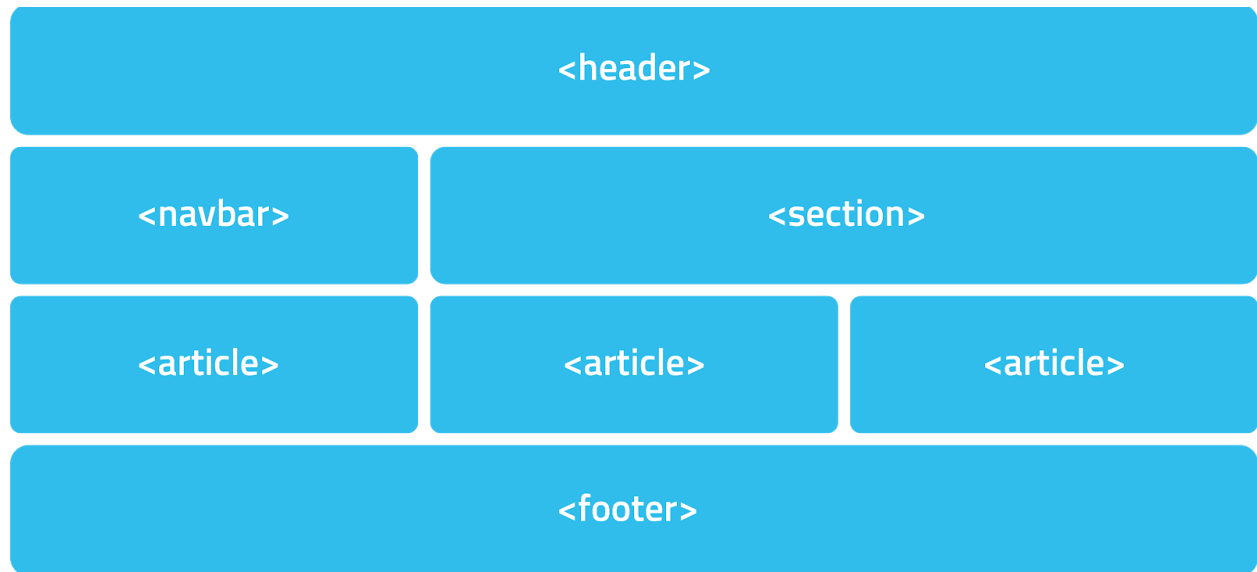 <header>
<navbar>
<section>
<article>
<article>
<article>
<footer>